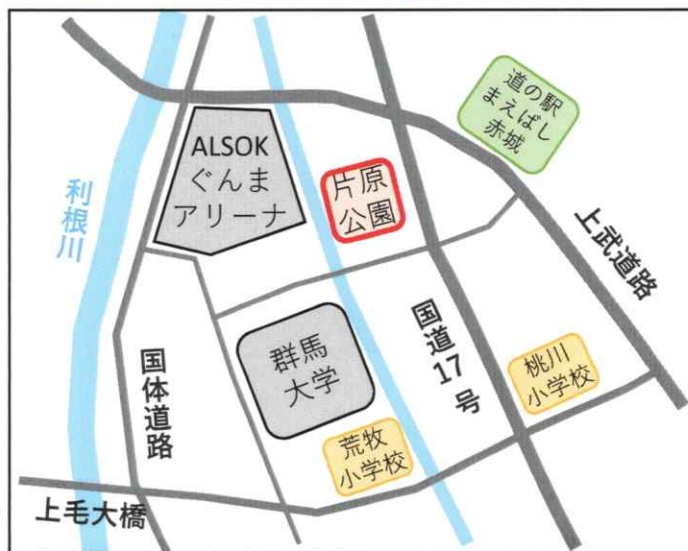 道の駅
まえばし
赤城
ALSOK
ぐんま
アリーナ
片原
公園
利根川
上武道路
国道17号
群馬
大学
桃川
小学校
国体道路
荒牧
小学校
上毛大橋